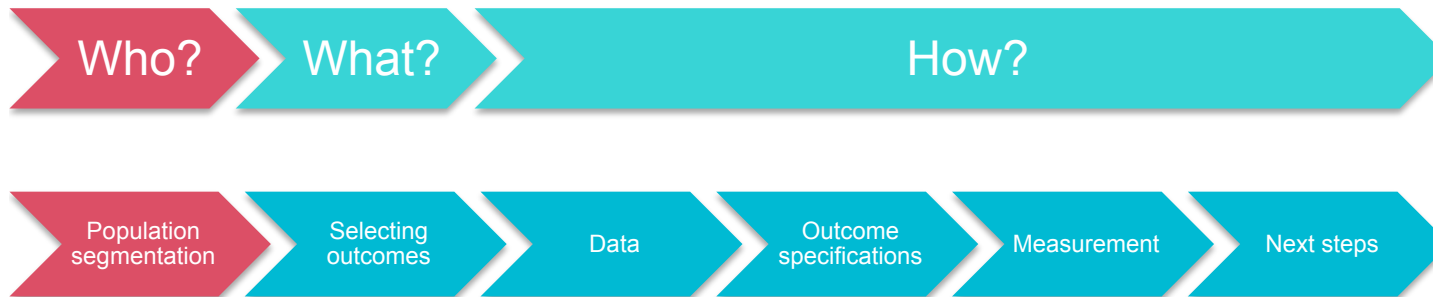 Who?
What?
How?
Population
segmentation
Selecting
outcomes
Data
Outcome
specifications
Measurement
Next steps